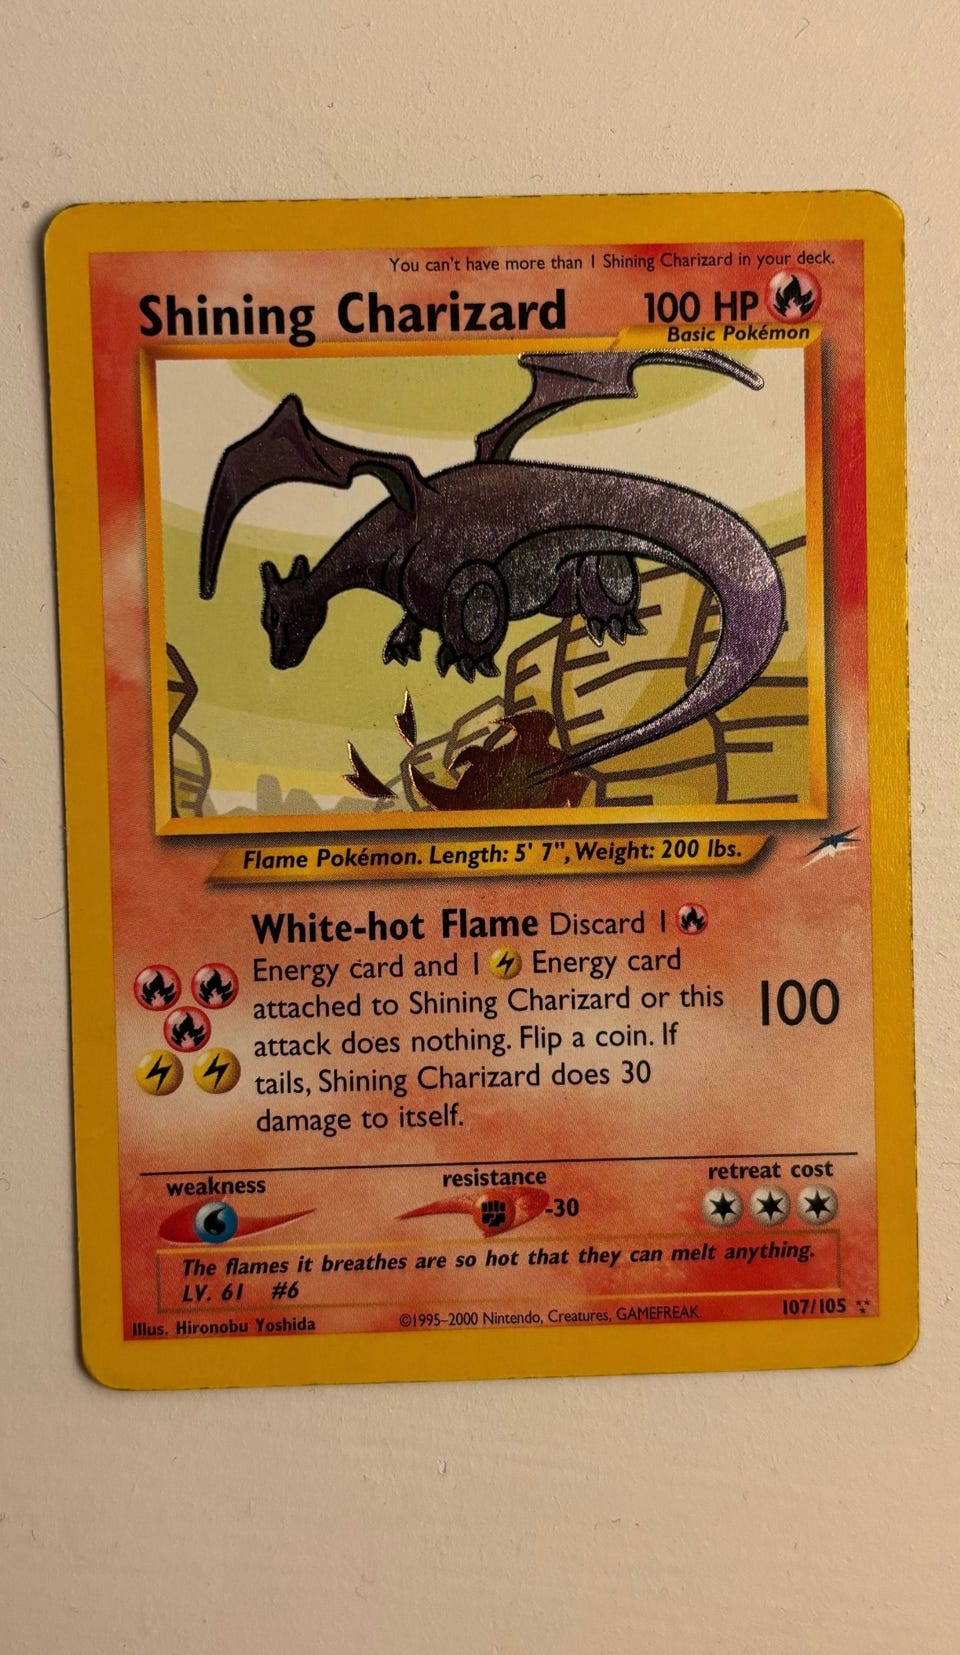 You can't have more than 1 Shining Charizard in your deck.
Shining Charizard 100 HP
Basic Pokémon
Flame Pokémon. Length: 5' 7", Weight: 200 lbs.
White-hot Flame Discard 1
Energy card and 1 Energy card
attached to Shining Charizard or this
attack does nothing. Flip a coin. If
tails, Shining Charizard does 30
damage to itself.
100
weakness resistance retreat cost
-30
The flames it breathes are so hot that they can melt anything.
LV. 61 #6
Illus. Hironobu Yoshida ©1995-2000 Nintendo, Creatures, GAMEFREAK. 107/105